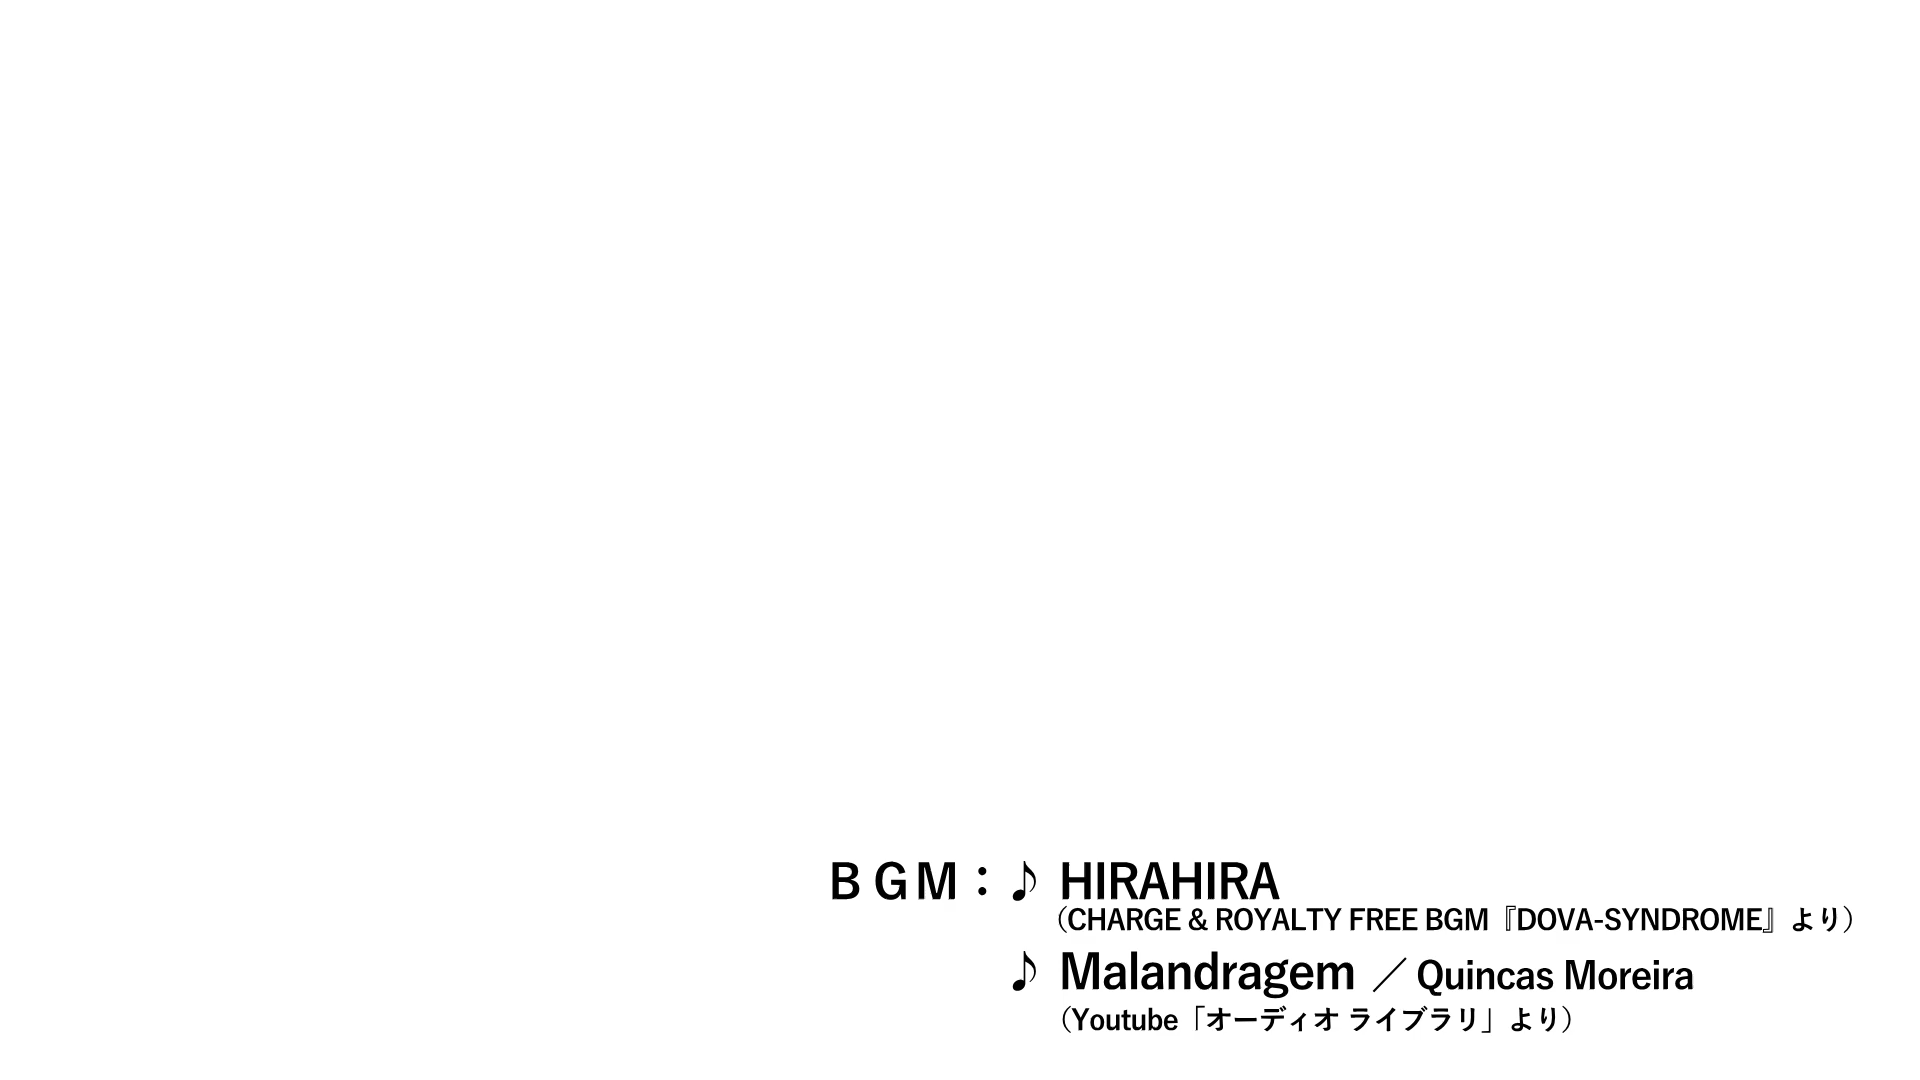 ＢＧＭ：♪ HIRAHIRA
（CHARGE & ROYALTY FREE BGM『DOVA-SYNDROME』より）
♪ Malandragem ／ Quincas Moreira
（Youtube「オーディオ ライブラリ」より）